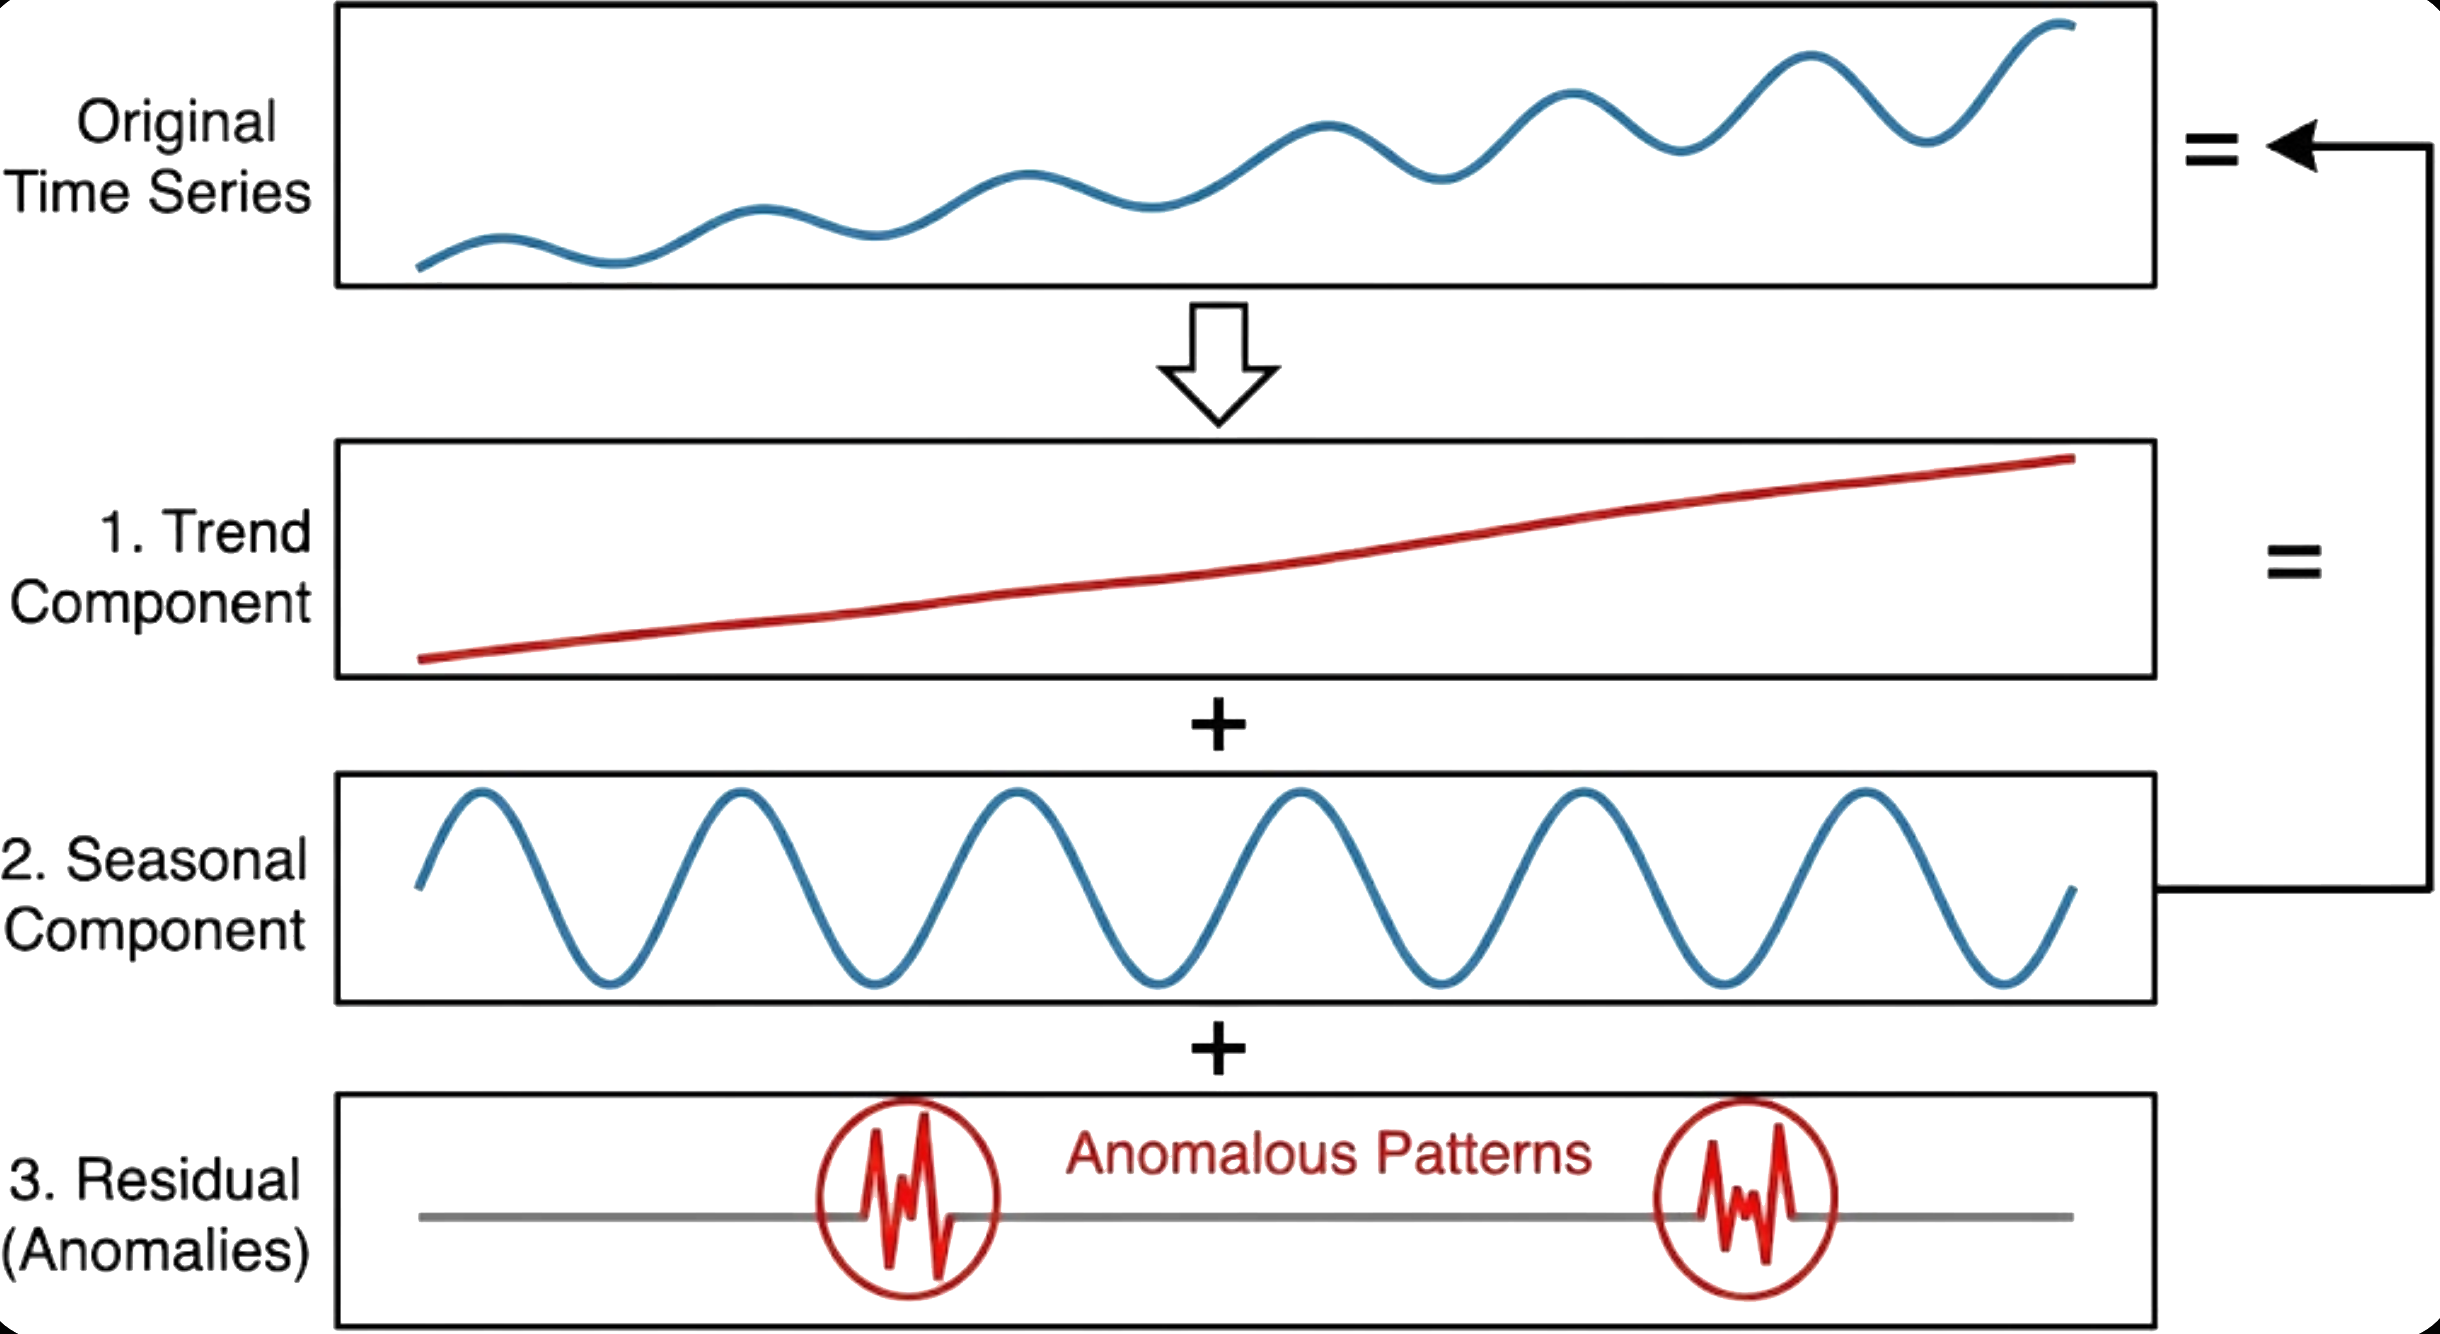 Original
Time Series
=
1. Trend
Component
=
+
2. Seasonal
Component
+
3. Residual
(Anomalies)
Anomalous Patterns